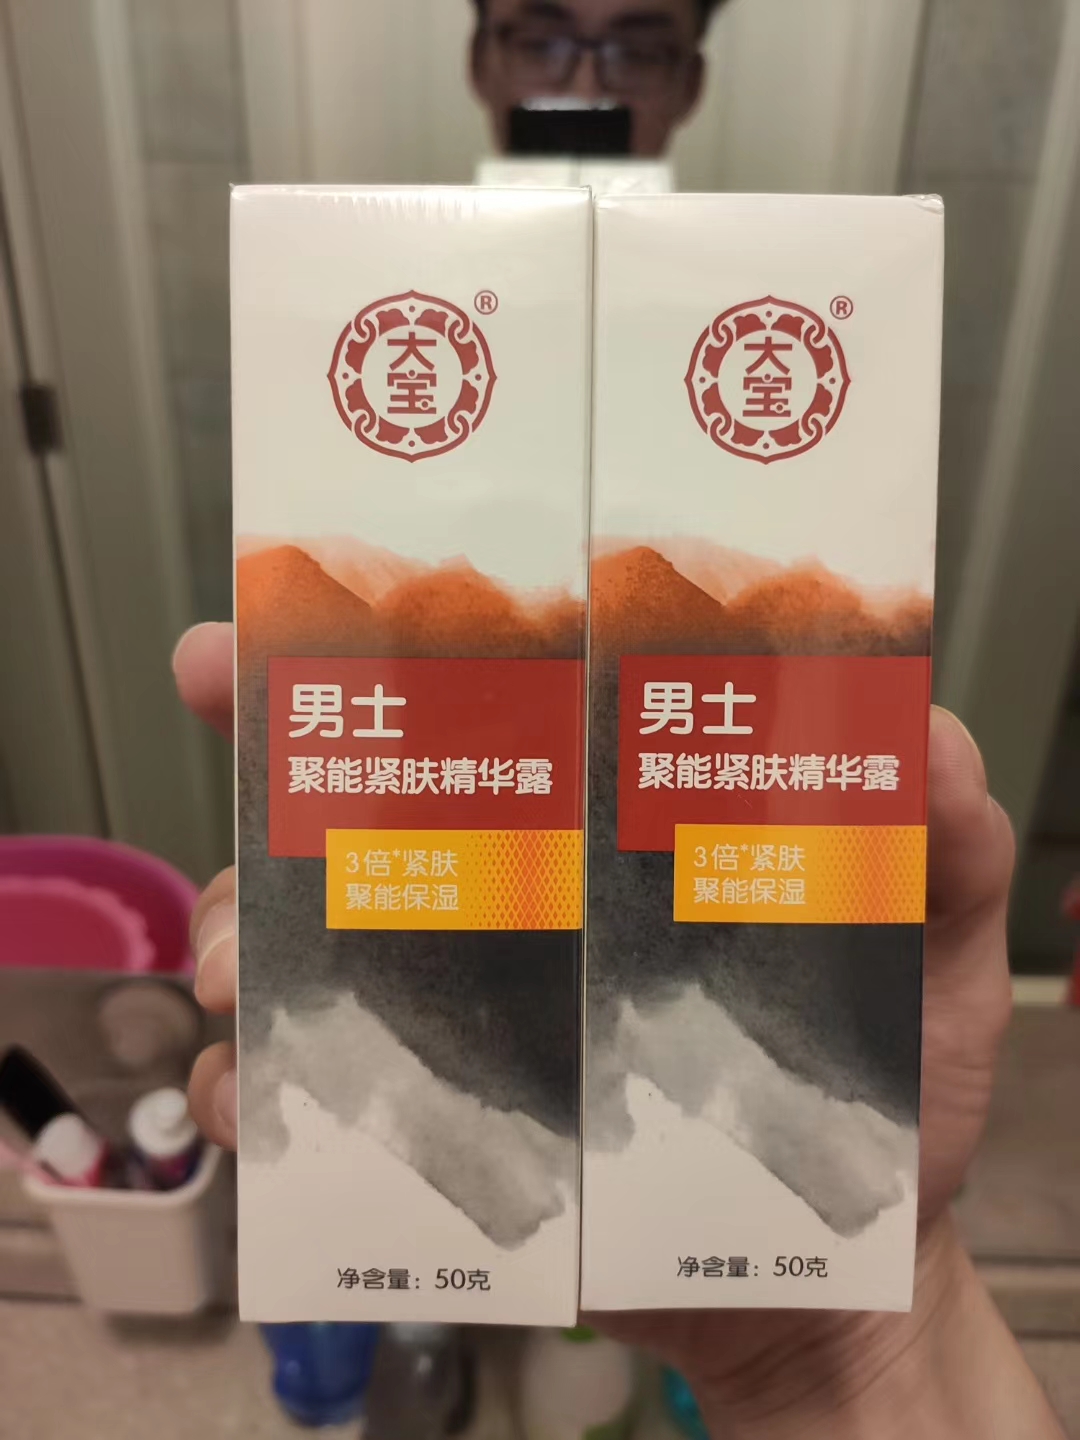 大宝
®
男士
聚能紧肤精华露
3倍*紧肤
聚能保湿
净含量：50克
大宝
®
男士
聚能紧肤精华露
3倍*紧肤
聚能保湿
净含量：50克